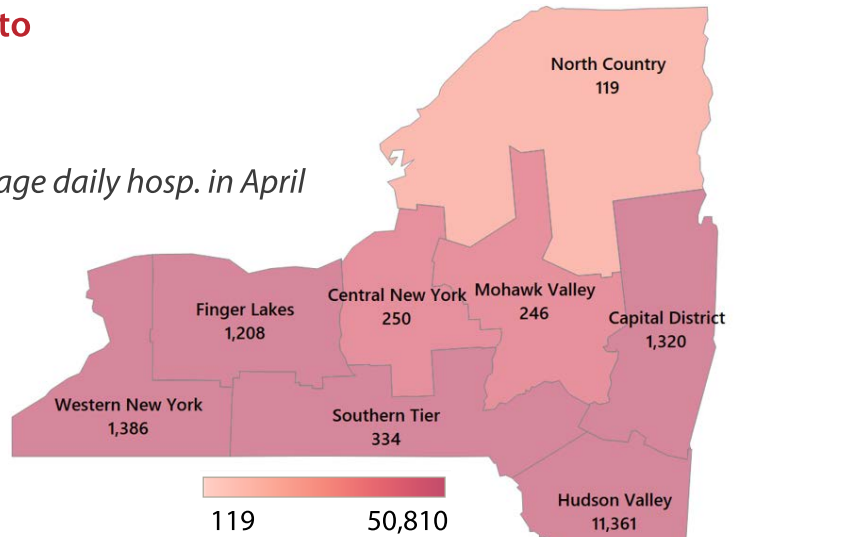 to
age daily hosp. in April
North Country
119
Finger Lakes
1,208
Central New York
250
Mohawk Valley
246
Capital District
1,320
Western New York
1,386
Southern Tier
334
Hudson Valley
11,361
119
50,810